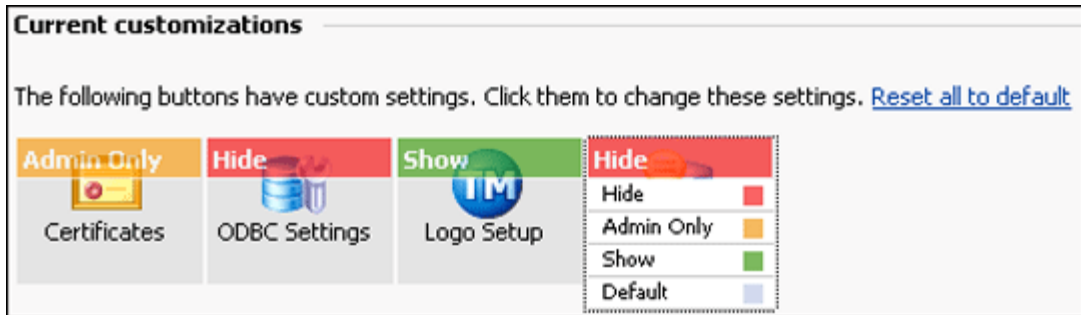 Current customizations
The following buttons have custom settings. Click them to change these settings. Reset all to default
Admin Only Hide Show Hide
TM
Certificates ODBC Settings Logo Setup
Hide
Admin Only
Show
Default